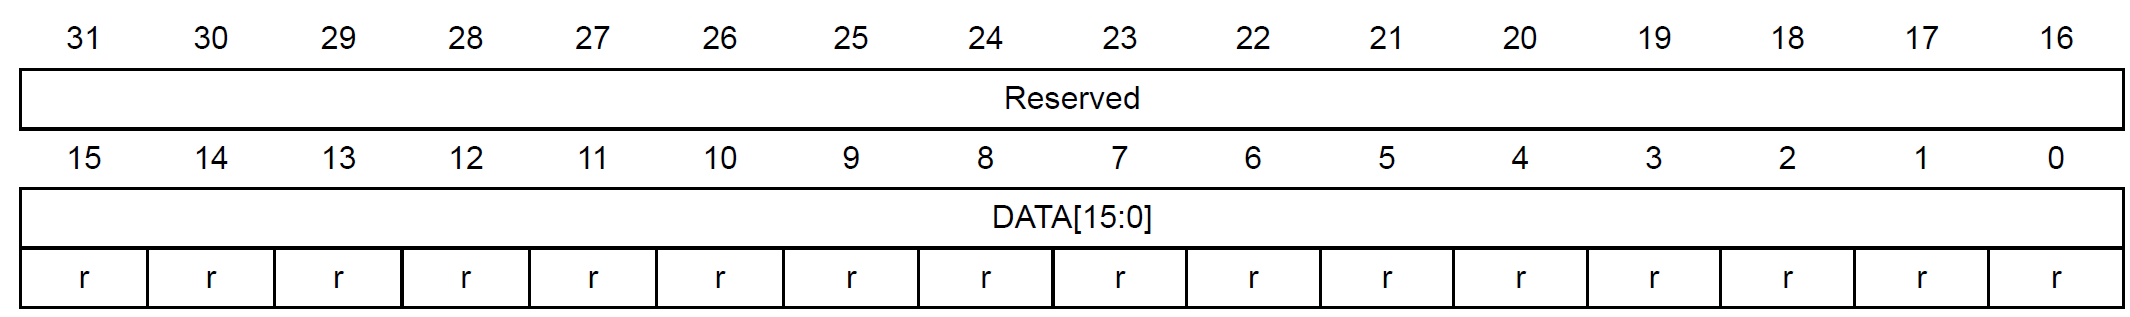 31 30 29 28 27 26 25 24 23 22 21 20 19 18 17 16
Reserved
15 14 13 12 11 10 9 8 7 6 5 4 3 2 1 0
DATA[15:0]
r r r r r r r r r r r r r r r r